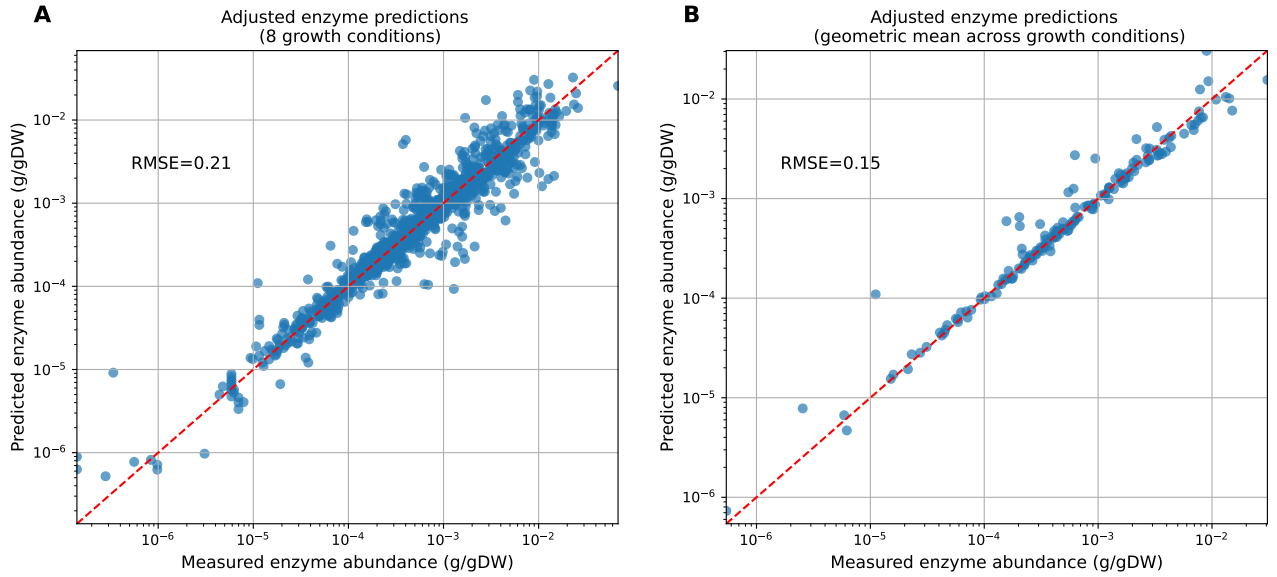 A
Adjusted enzyme predictions
(8 growth conditions)
RMSE=0.21
Predicted enzyme abundance (g/gDW)
10⁻²
10⁻³
10⁻⁴
10⁻⁵
10⁻⁶
10⁻⁶ 10⁻⁵ 10⁻⁴ 10⁻³ 10⁻²
Measured enzyme abundance (g/gDW)
B
Adjusted enzyme predictions
(geometric mean across growth conditions)
RMSE=0.15
Predicted enzyme abundance (g/gDW)
10⁻²
10⁻³
10⁻⁴
10⁻⁵
10⁻⁶
10⁻⁶ 10⁻⁵ 10⁻⁴ 10⁻³ 10⁻²
Measured enzyme abundance (g/gDW)